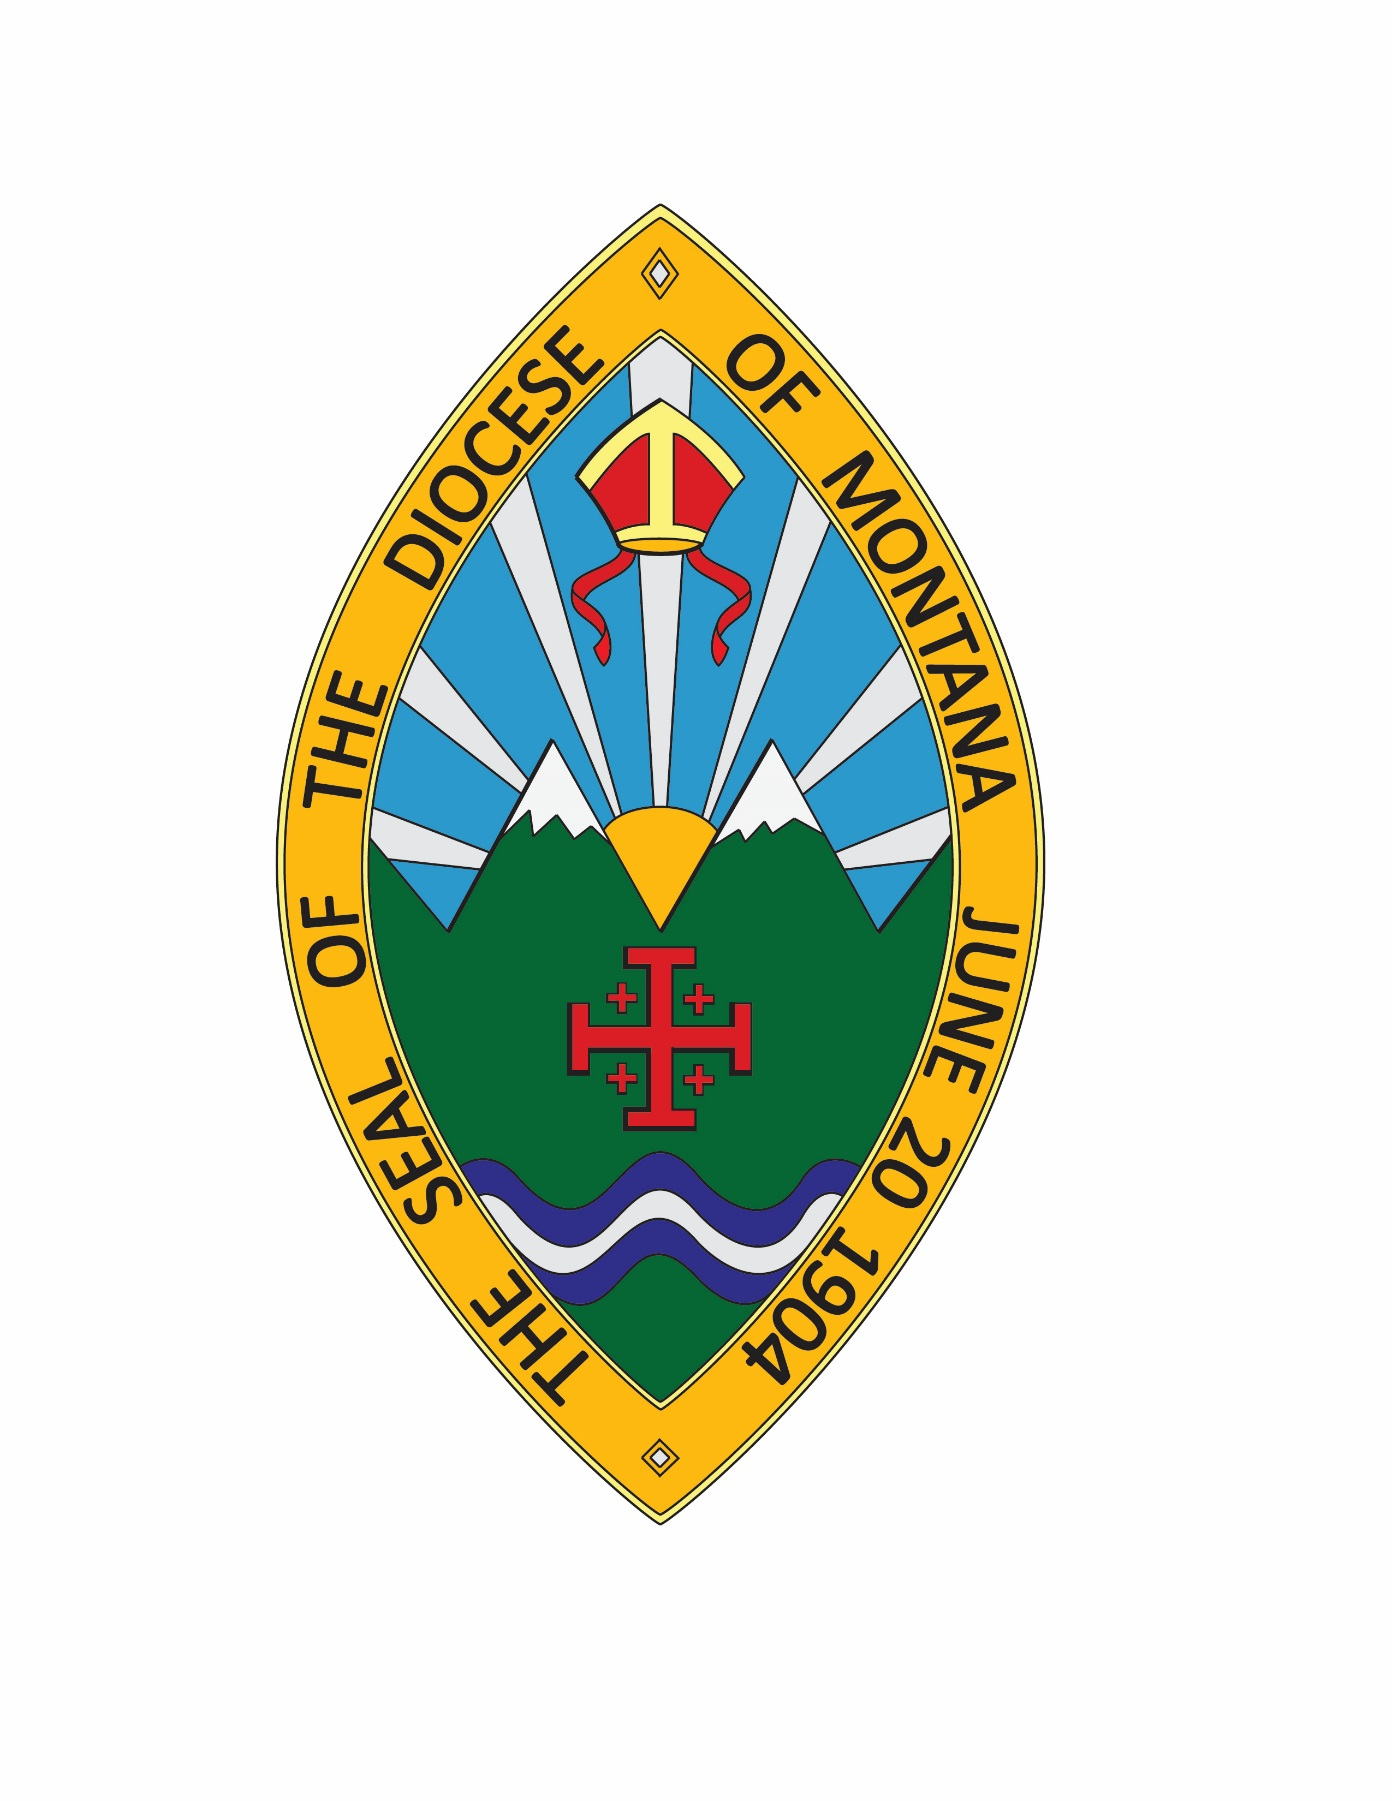 THE SEAL OF THE DIOCESE OF MONTANA JUNE 20 1904